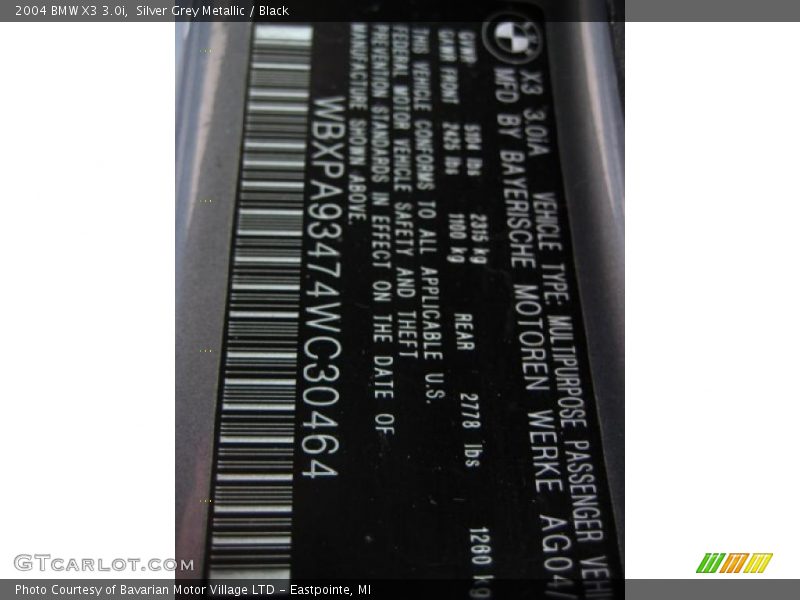 2004 BMW X3 3.0i,  Silver Grey Metallic / Black
X3 3.0iA VEHICLE TYPE: MULTIPURPOSE PASSENGER VEHI
MFD BY BAYERISCHE MOTOREN WERKE AG 04/
GVWR 5104 lbs 2315 kg
GAWR FRONT 2425 lbs 1100 kg REAR 2778 lbs 1260 kg
THIS VEHICLE CONFORMS TO ALL APPLICABLE U.S.
FEDERAL MOTOR VEHICLE SAFETY AND THEFT
PREVENTION STANDARDS IN EFFECT ON THE DATE OF
MANUFACTURE SHOWN ABOVE.
WBXPA93474WC30464
GTCarLot.com
Photo Courtesy of Bavarian Motor Village LTD - Eastpointe, MI